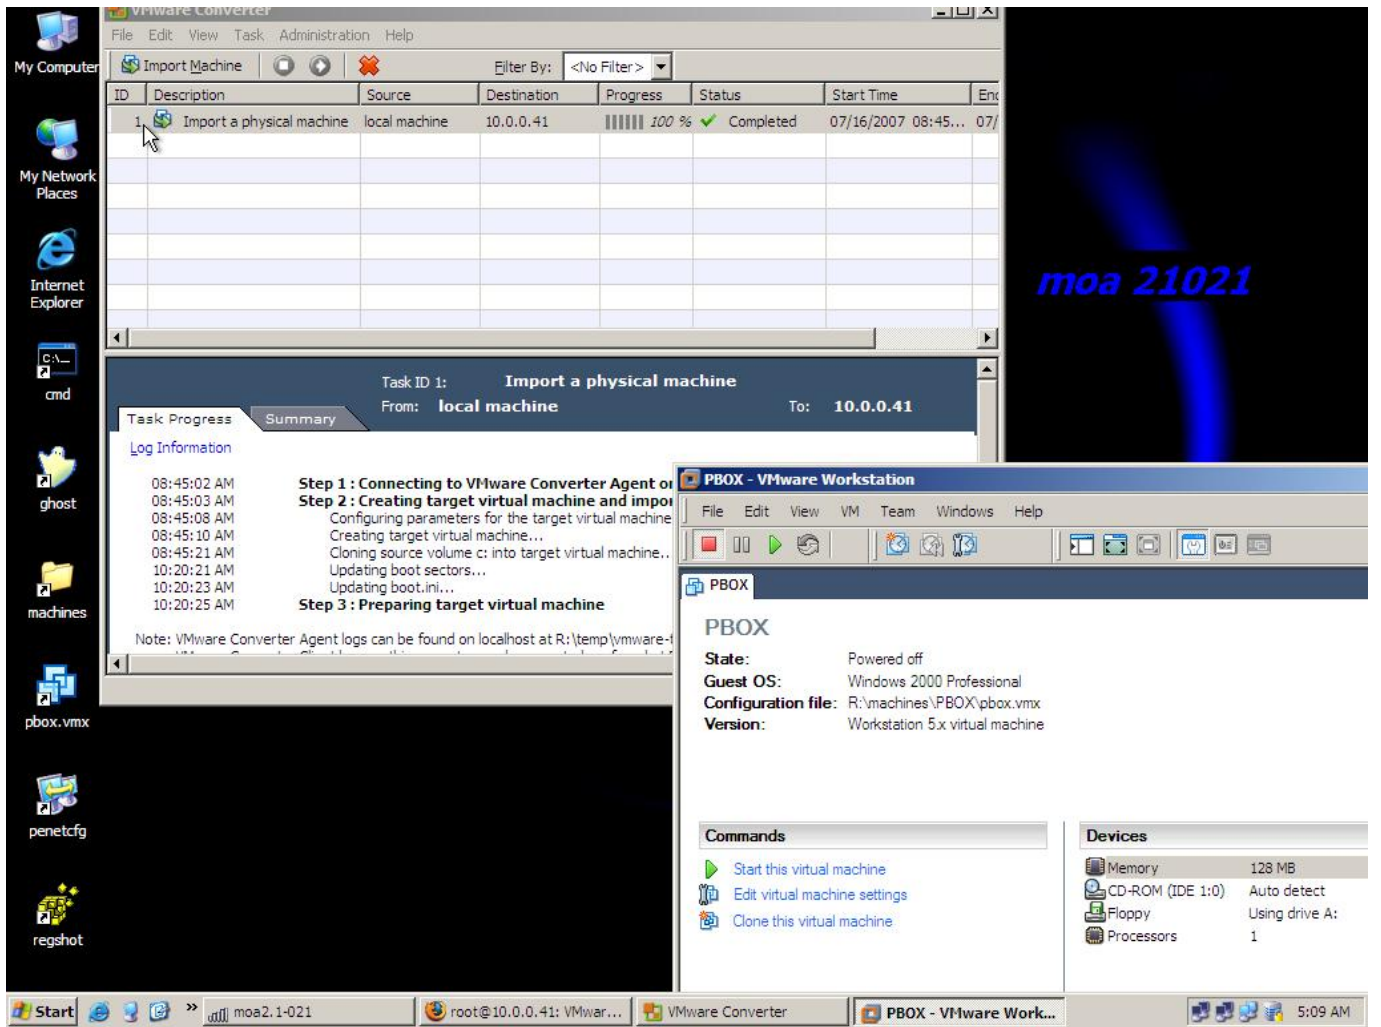 My Computer
My Network
Places
Internet
Explorer
C:\_
cmd
ghost
machines
pbox.vmx
penetcfg
regshot
VMware Converter
File Edit View Task Administration Help
Import Machine Filter By: <No Filter>
ID Description Source Destination Progress Status Start Time
1 Import a physical machine local machine 10.0.0.41 100 % Completed 07/16/2007 08:45... 07/
Task ID 1: Import a physical machine
From: local machine To: 10.0.0.41
Task Progress Summary
Log Information
08:45:02 AM Step 1 : Connecting to VMware Converter Agent
08:45:03 AM Step 2 : Creating target virtual machine and
08:45:08 AM Configuring parameters for the target virtual machine
08:45:10 AM Creating target virtual machine...
08:45:21 AM Cloning source volume c: into target virtual machine..
10:20:21 AM Updating boot sectors...
10:20:23 AM Updating boot.ini...
10:20:25 AM Step 3 : Preparing target virtual machine
Note: VMware Converter Agent logs can be found on localhost at R:\temp\vmware-
moa 21021
PBOX - VMware Workstation
File Edit View VM Team Windows Help
PBOX
PBOX
State: Powered off
Guest OS: Windows 2000 Professional
Configuration file: R:\machines\PBOX\pbox.vmx
Version: Workstation 5.x virtual machine
Commands
Start this virtual machine
Edit virtual machine settings
Clone this virtual machine
Devices
Memory 128 MB
CD-ROM (IDE 1:0) Auto detect
Floppy Using drive A:
Processors 1
Start » moa2.1-021 root@10.0.0.41: VMwar... VMware Converter PBOX - VMware Work... 5:09 AM